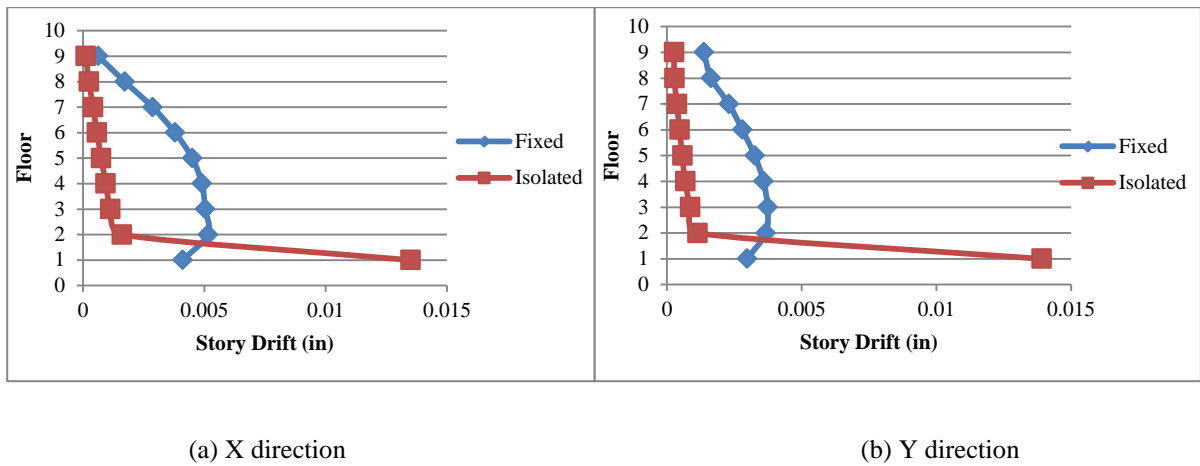 10
9
8
7
6
5
4
3
2
1
0
Floor
0 0.005 0.01 0.015
Story Drift (in)
Fixed
Isolated
10
9
8
7
6
5
4
3
2
1
0
Floor
0 0.005 0.01 0.015
Story Drift (in)
Fixed
Isolated
(a) X direction
(b) Y direction